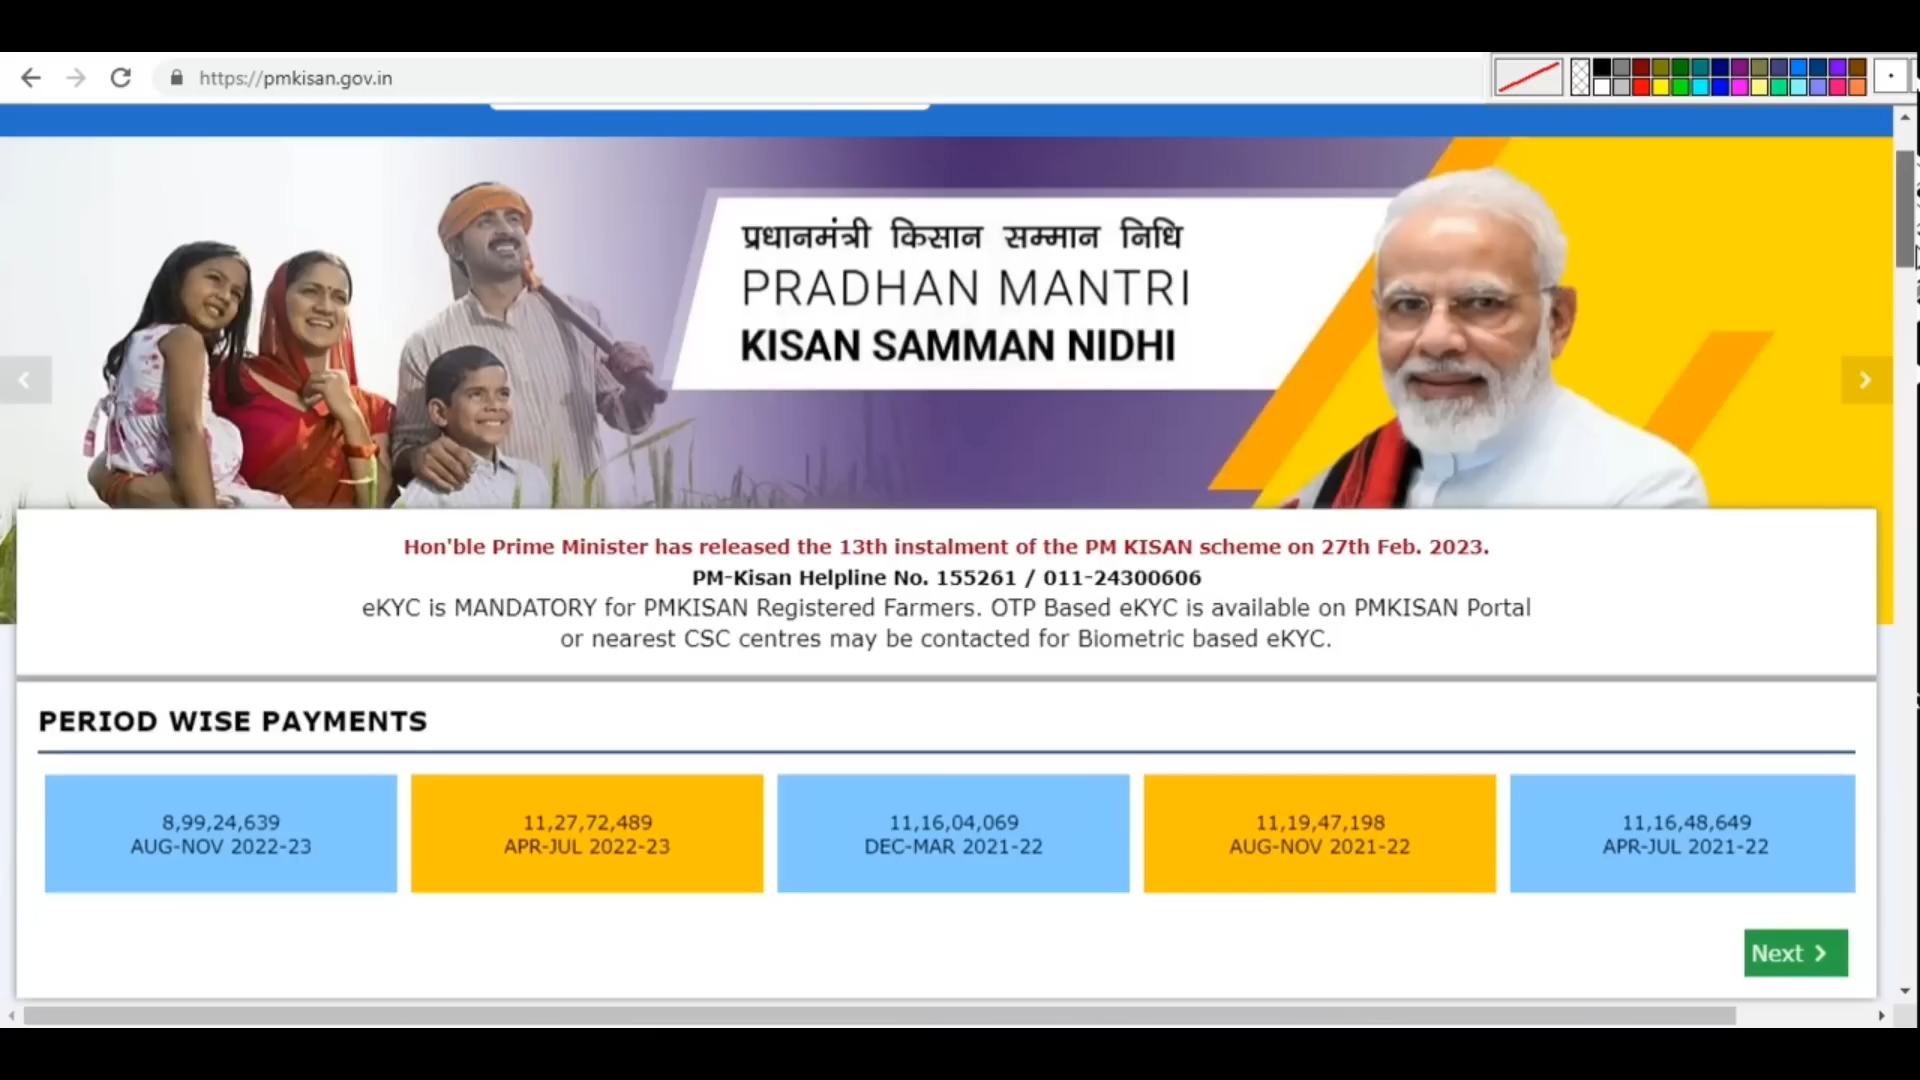 https://pmkisan.gov.in
प्रधानमंत्री किसान सम्मान निधि
PRADHAN MANTRI
KISAN SAMMAN NIDHI
Hon'ble Prime Minister has released the 13th instalment of the PM KISAN scheme on 27th Feb. 2023.
PM-Kisan Helpline No. 155261 / 011-24300606
eKYC is MANDATORY for PMKISAN Registered Farmers. OTP Based eKYC is available on PMKISAN Portal
or nearest CSC centres may be contacted for Biometric based eKYC.
PERIOD WISE PAYMENTS
8,99,24,639
AUG-NOV 2022-23
11,27,72,489
APR-JUL 2022-23
11,16,04,069
DEC-MAR 2021-22
11,19,47,198
AUG-NOV 2021-22
11,16,48,649
APR-JUL 2021-22
Next